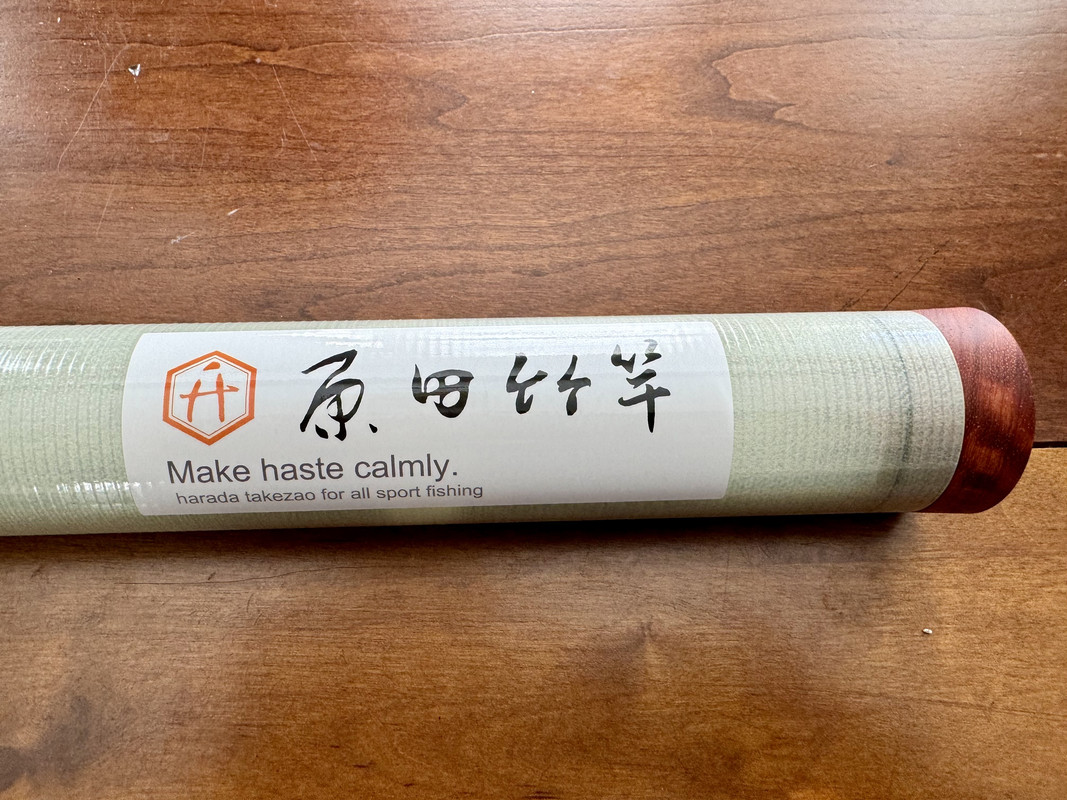 原田竹竿
Make haste calmly.
harada takezao for all sport fishing